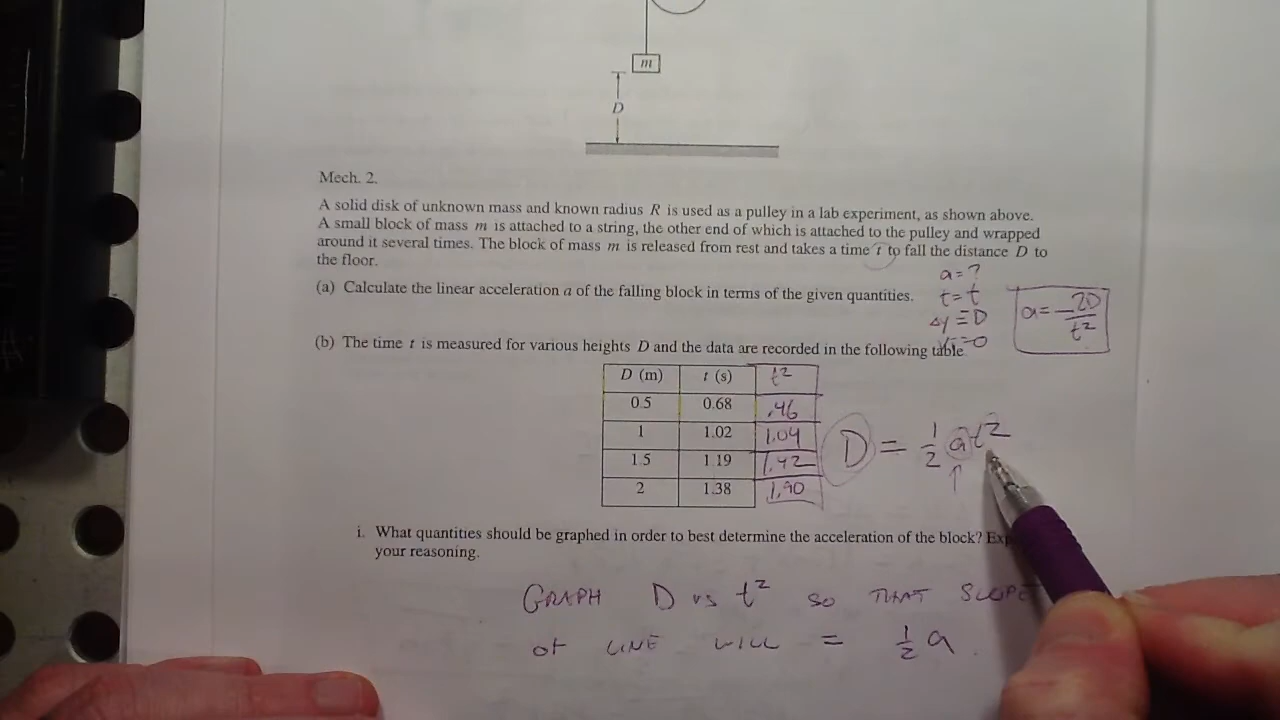 m
D
Mech. 2.
A solid disk of unknown mass and known radius R is used as a pulley in a lab experiment, as shown above.
A small block of mass m is attached to a string, the other end of which is attached to the pulley and wrapped
around it several times. The block of mass m is released from rest and takes a time t to fall the distance D to
the floor.
a = ?
(a) Calculate the linear acceleration a of the falling block in terms of the given quantities.
t = t
Δy = D
a = 2D / t²
(b) The time t is measured for various heights D and the data are recorded in the following table
D (m) t (s) t²
0.5 0.68 .46
1 1.02 1.04
1.5 1.19 1.42
2 1.38 1.90
D = 1/2 at²
i. What quantities should be graphed in order to best determine the acceleration of the block?
your reasoning.
GRAPH D vs t² SO THAT SLOPE
OF LINE WILL = 1/2 a.